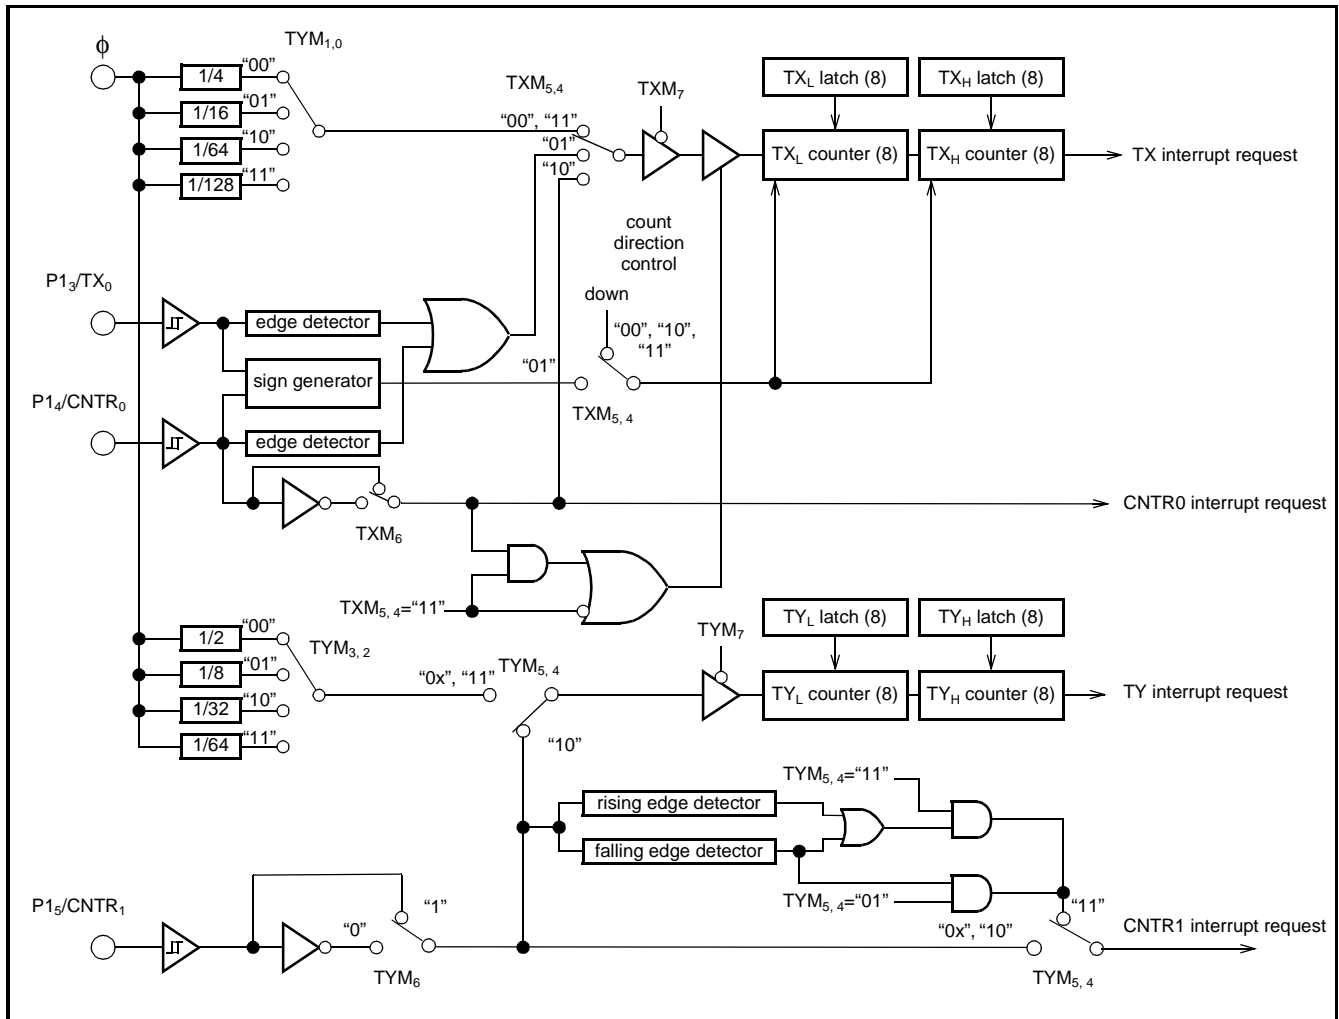 ϕ
TYM1,0
1/4 “00”
1/16 “01”
1/64 “10”
1/128 “11”
TXM5,4
“00”, “11”
“01”
“10”
TXM7
TXL latch (8)
TXH latch (8)
TXL counter (8)
TXH counter (8)
TX interrupt request
count
direction
control
down
“00”, “10”,
“11”
“01”
TXM5, 4
P13/TX0
edge detector
sign generator
P14/CNTR0
edge detector
TXM6
CNTR0 interrupt request
TXM5, 4=“11”
1/2 “00”
1/8 “01”
1/32 “10”
1/64 “11”
TYM3, 2
“0x”, “11”
TYM5, 4
“10”
TYM7
TYL latch (8)
TYH latch (8)
TYL counter (8)
TYH counter (8)
TY interrupt request
TYM5, 4=“11”
rising edge detector
falling edge detector
TYM5, 4=“01”
P15/CNTR1
“0”
“1”
TYM6
“0x”, “10”
“11”
TYM5, 4
CNTR1 interrupt request